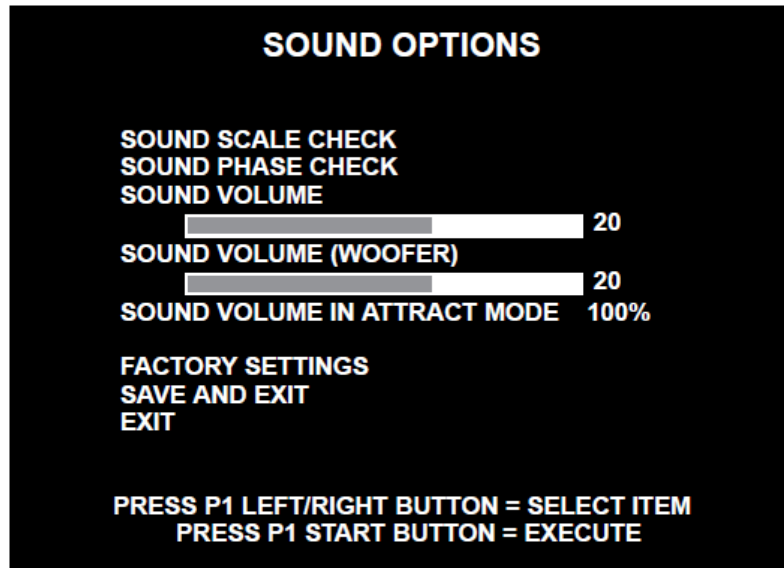 SOUND OPTIONS
SOUND SCALE CHECK
SOUND PHASE CHECK
SOUND VOLUME
20
SOUND VOLUME (WOOFER)
20
SOUND VOLUME IN ATTRACT MODE 100%
FACTORY SETTINGS
SAVE AND EXIT
EXIT
PRESS P1 LEFT/RIGHT BUTTON = SELECT ITEM
PRESS P1 START BUTTON = EXECUTE